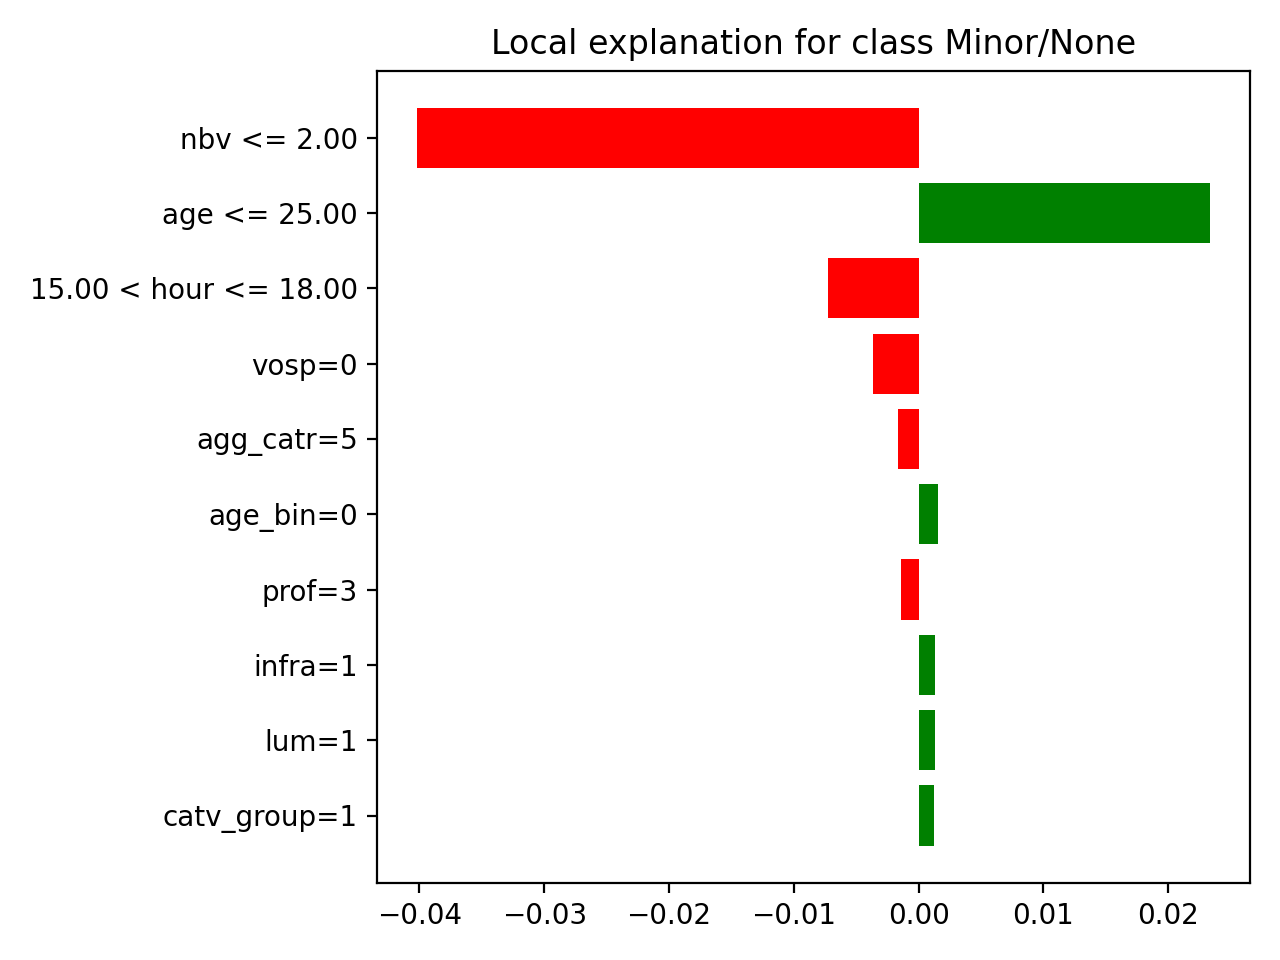 Local explanation for class Minor/None
nbv <= 2.00
age <= 25.00
15.00 < hour <= 18.00
vosp=0
agg_catr=5
age_bin=0
prof=3
infra=1
lum=1
catv_group=1
−0.04 −0.03 −0.02 −0.01 0.00 0.01 0.02